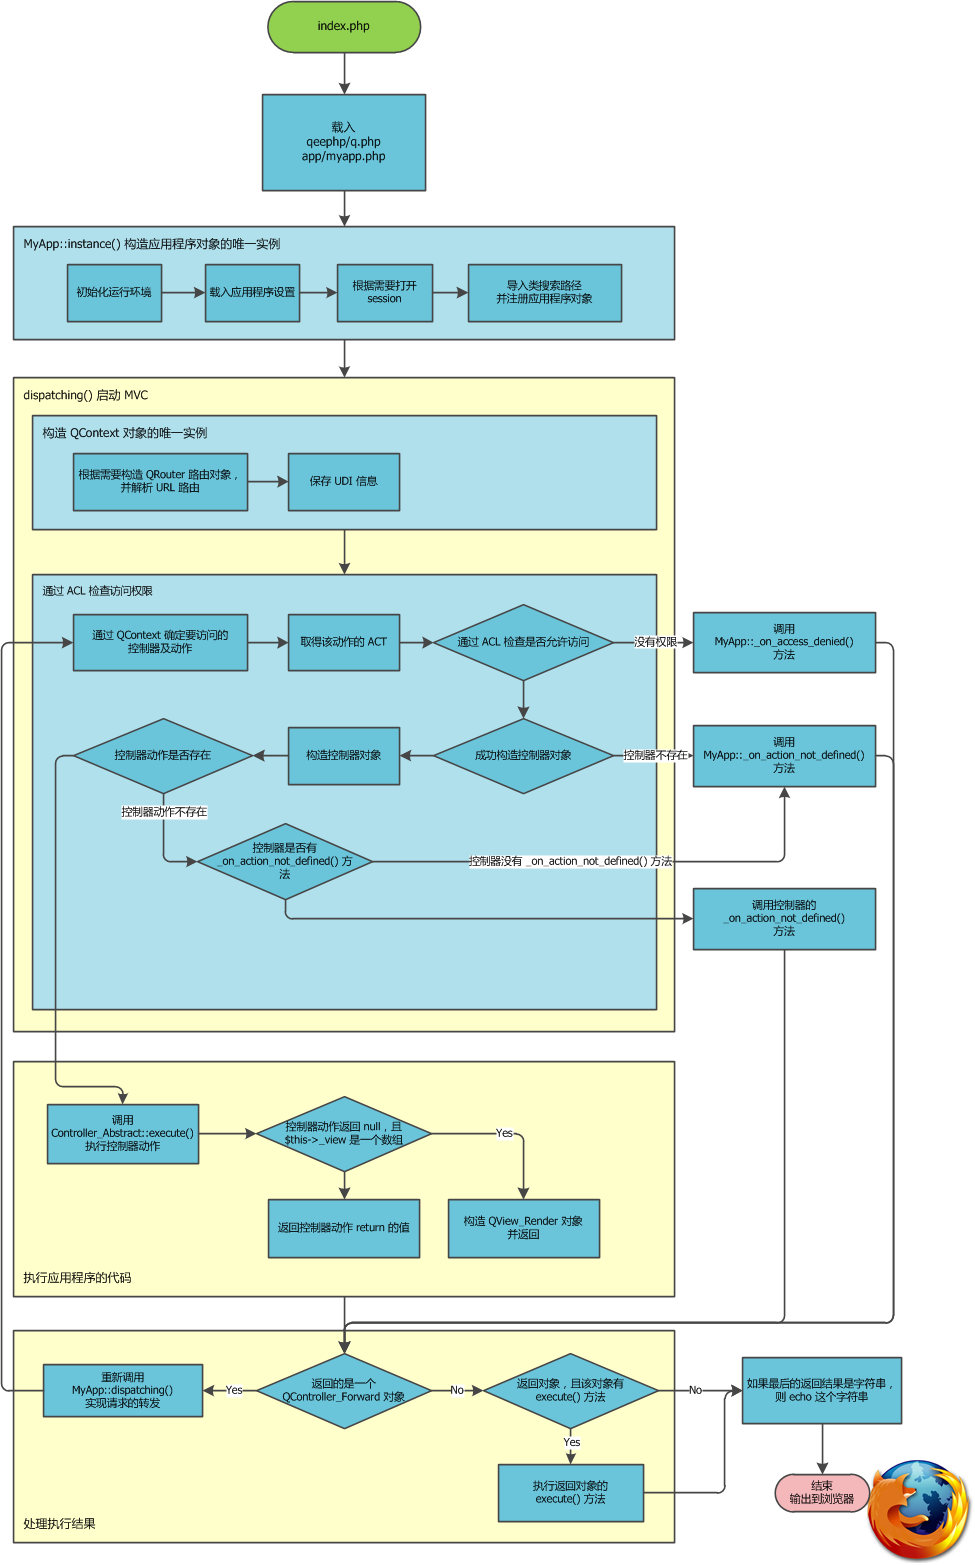 index.php
载入
qeephp/q.php
app/myapp.php
MyApp::instance() 构造应用程序对象的唯一实例
初始化运行环境
载入应用程序设置
根据需要打开
session
导入类搜索路径
并注册应用程序对象
dispatching() 启动 MVC
构造 QContext 对象的唯一实例
根据需要构造 QRouter 路由对象，
并解析 URL 路由
保存 UDI 信息
通过 ACL 检查访问权限
通过 QContext 确定要访问的
控制器及动作
取得该动作的 ACT
通过 ACL 检查是否允许访问
没有权限
调用
MyApp::_on_access_denied()
方法
控制器动作是否存在
构造控制器对象
成功构造控制器对象
控制器不存在
调用
MyApp::_on_action_not_defined()
方法
控制器动作不存在
控制器是否有
_on_action_not_defined() 方
法
控制器没有 _on_action_not_defined() 方法
调用控制器的
_on_action_not_defined()
方法
调用
Controller_Abstract::execute()
执行控制器动作
控制器动作返回 null，且
$this->_view 是一个数组
Yes
返回控制器动作 return 的值
构造 QView_Render 对象
并返回
执行应用程序的代码
重新调用
MyApp::dispatching()
实现请求的转发
Yes
返回的是一个
QController_Forward 对象
No
返回对象，且该对象有
execute() 方法
No
如果最后的返回结果是字符串，
则 echo 这个字符串
Yes
执行返回对象的
execute() 方法
结束
输出到浏览器
处理执行结果